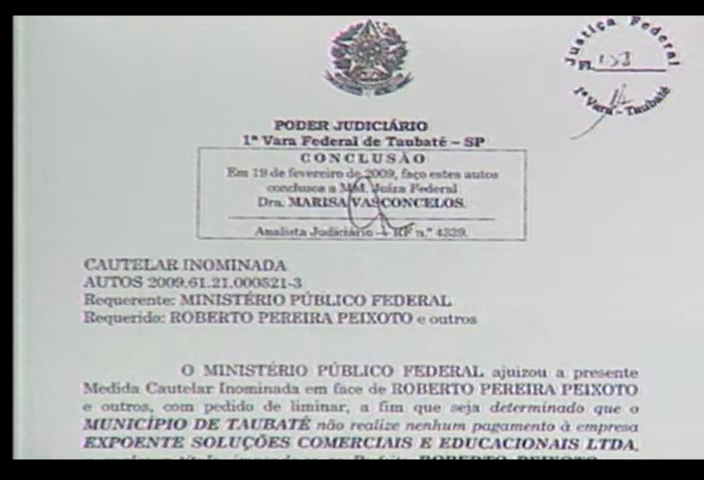 Justiça Federal
FL.
1ª Vara - Taubaté
PODER JUDICIÁRIO
1ª Vara Federal de Taubaté – SP
CONCLUSÃO
Em 19 de fevereiro de 2009, faço estes autos
conclusos a MM. Juíza Federal
Dra. MARISA VASCONCELOS.
Analista Judiciário – RF n.º 4339.
CAUTELAR INOMINADA
AUTOS 2009.61.21.000521-3
Requerente: MINISTÉRIO PÚBLICO FEDERAL
Requerido: ROBERTO PEREIRA PEIXOTO e outros
O MINISTÉRIO PÚBLICO FEDERAL ajuizou a presente
Medida Cautelar Inominada em face de ROBERTO PEREIRA PEIXOTO
e outros, com pedido de liminar, a fim que seja determinado que o
MUNICÍPIO DE TAUBATÉ não realize nenhum pagamento à empresa
EXPOENTE SOLUÇÕES COMERCIAIS E EDUCACIONAIS LTDA,